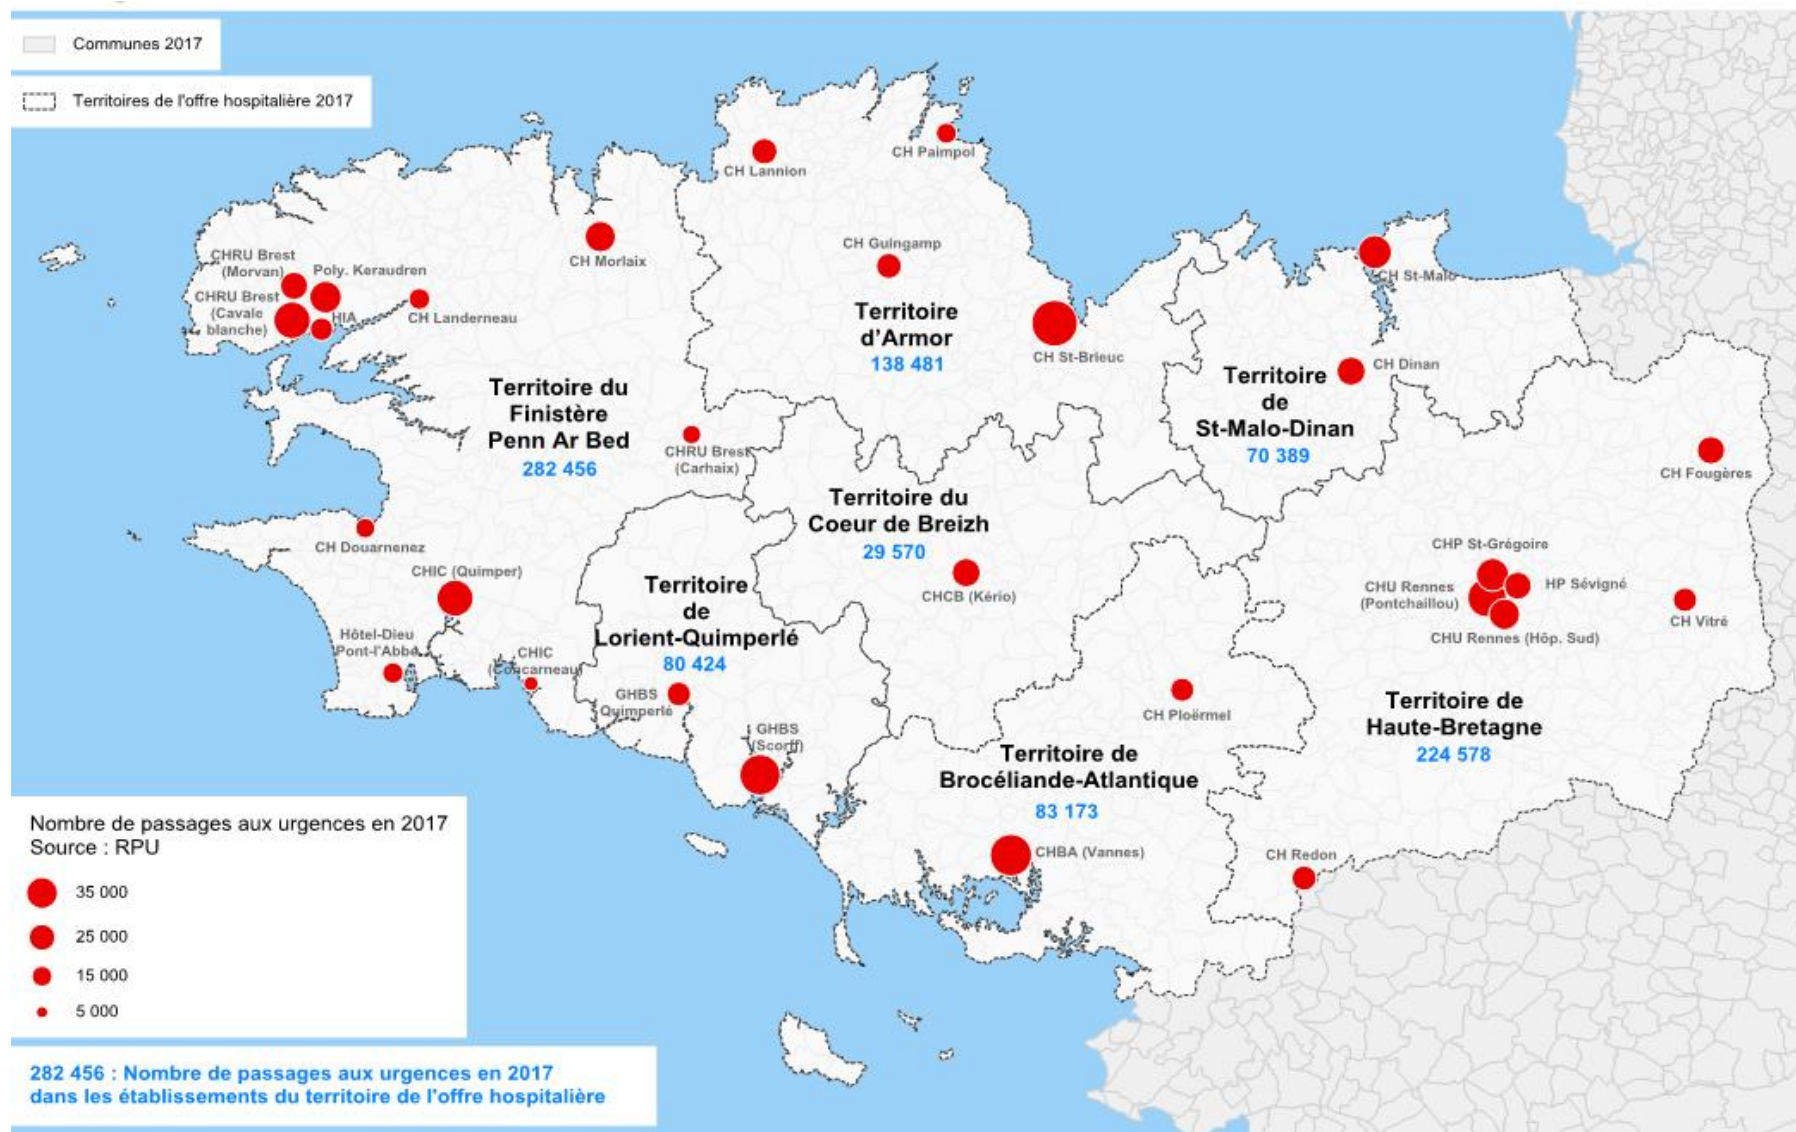 Communes 2017
Territoires de l'offre hospitalière 2017
CH Paimpol
CH Lannion
CH Guingamp
CH Morlaix
CHRU Brest
(Morvan)
Poly. Keraudren
CHRU Brest
(Cavale
blanche)
HIA
CH Landerneau
CH St-Malo
Territoire
d'Armor
138 481
CH St-Brieuc
CH Dinan
Territoire
de
St-Malo-Dinan
70 389
Territoire du
Finistère
Penn Ar Bed
282 456
CHRU Brest
(Carhaix)
CH Fougères
Territoire du
Coeur de Breizh
29 570
CHCB (Kério)
CH Douarnenez
CHIC (Quimper)
CHP St-Grégoire
HP Sévigné
CHU Rennes
(Pontchaillou)
CHU Rennes (Hôp. Sud)
CH Vitré
Territoire
de
Lorient-Quimperlé
80 424
Hôtel-Dieu
Pont-l'Abbé
CHIC
(Concarneau)
GHBS
Quimperlé
GHBS
(Scorff)
CH Ploërmel
Territoire de
Haute-Bretagne
224 578
Territoire de
Brocéliande-Atlantique
83 173
CHBA (Vannes)
CH Redon
Nombre de passages aux urgences en 2017
Source : RPU
35 000
25 000
15 000
5 000
282 456 : Nombre de passages aux urgences en 2017
dans les établissements du territoire de l'offre hospitalière